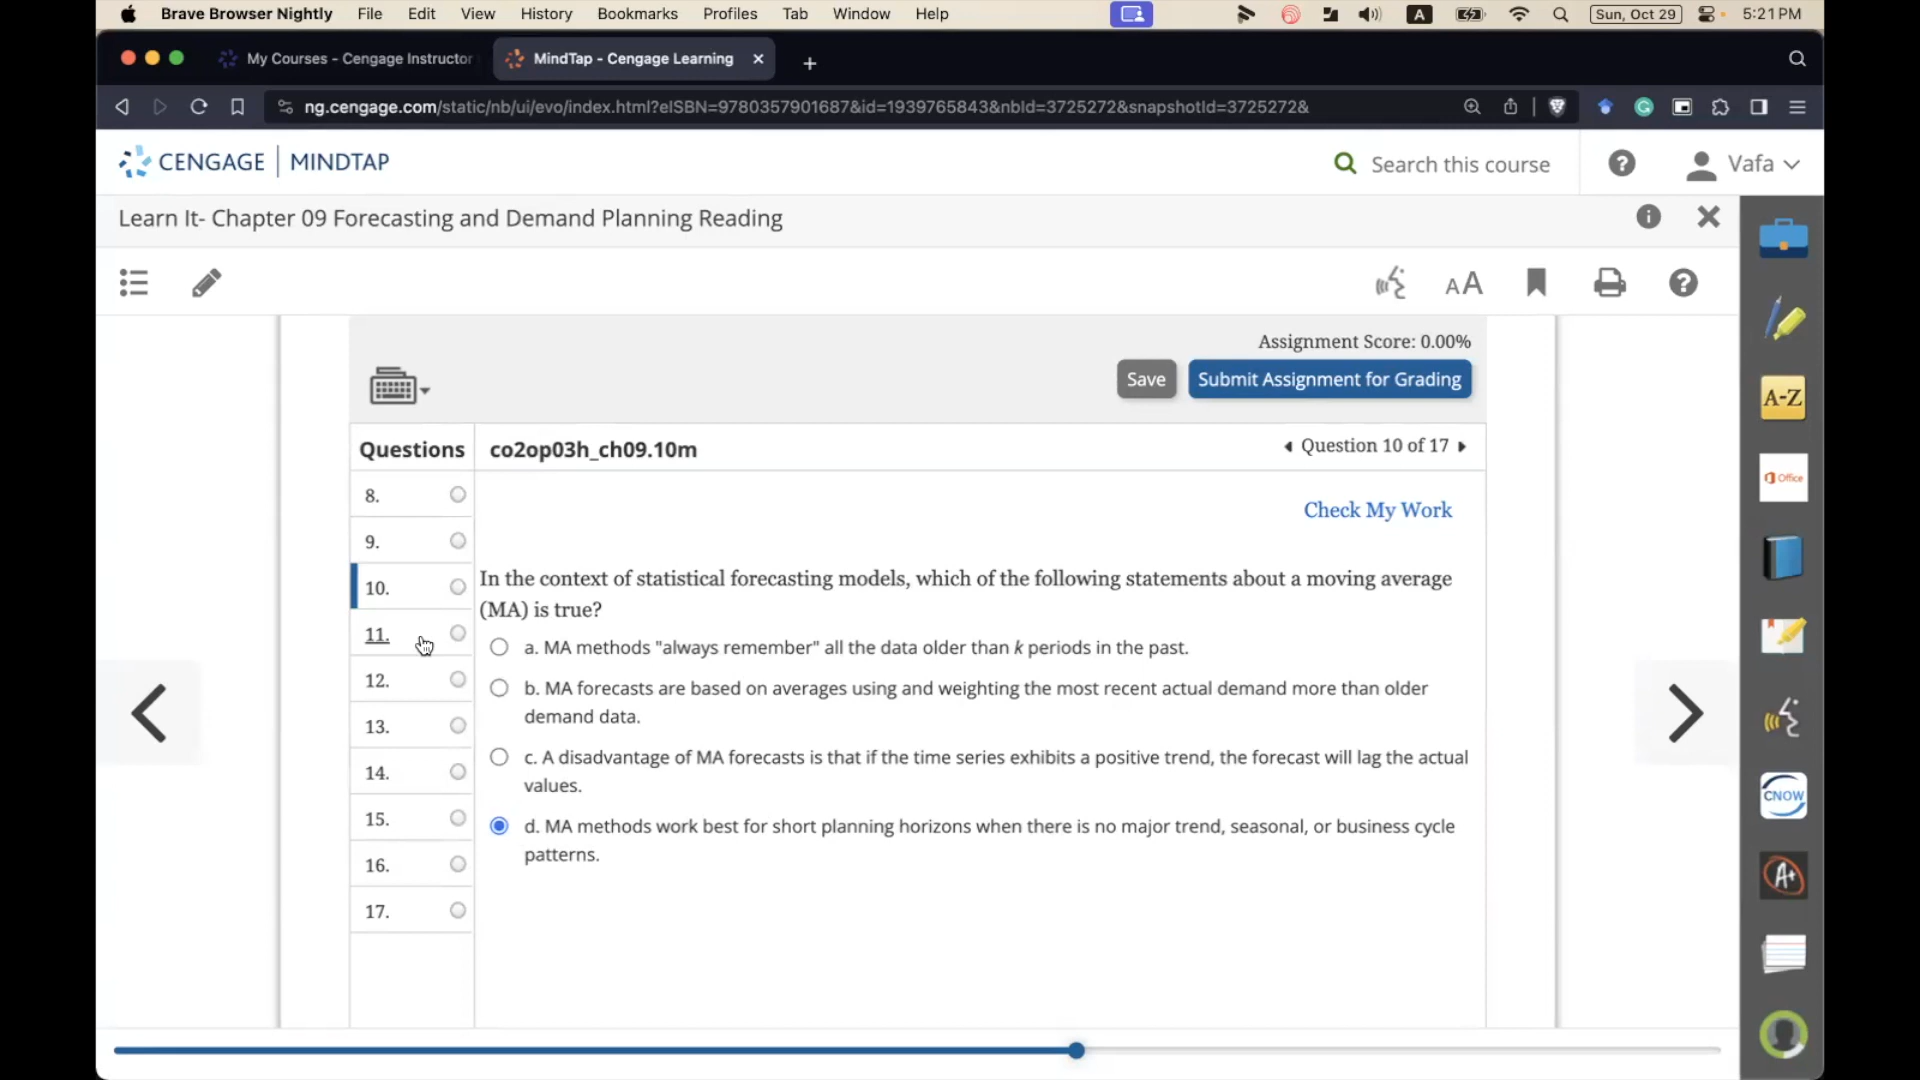 Brave Browser Nightly File Edit View History Bookmarks Profiles Tab Window Help A Sun, Oct 29 5:21 PM
My Courses - Cengage Instructor MindTap - Cengage Learning
ng.cengage.com/static/nb/ui/evo/index.html?eISBN=9780357901687&id=1939765843&nbId=3725272&snapshotId=3725272&
CENGAGE | MINDTAP Search this course Vafa
Learn It- Chapter 09 Forecasting and Demand Planning Reading
AA
Assignment Score: 0.00%
Save Submit Assignment for Grading
A-Z
Questions co2op03h_ch09.10m Question 10 of 17
Office
8.
Check My Work
9.
10.
In the context of statistical forecasting models, which of the following statements about a moving average
(MA) is true?
11.
a. MA methods "always remember" all the data older than k periods in the past.
12.
b. MA forecasts are based on averages using and weighting the most recent actual demand more than older
demand data.
13.
c. A disadvantage of MA forecasts is that if the time series exhibits a positive trend, the forecast will lag the actual
values.
14.
CNOW
15.
d. MA methods work best for short planning horizons when there is no major trend, seasonal, or business cycle
patterns.
16.
A+
17.